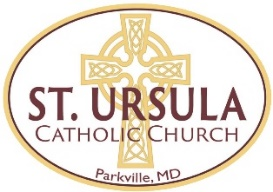 ST. URSULA
CATHOLIC CHURCH
Parkville, MD